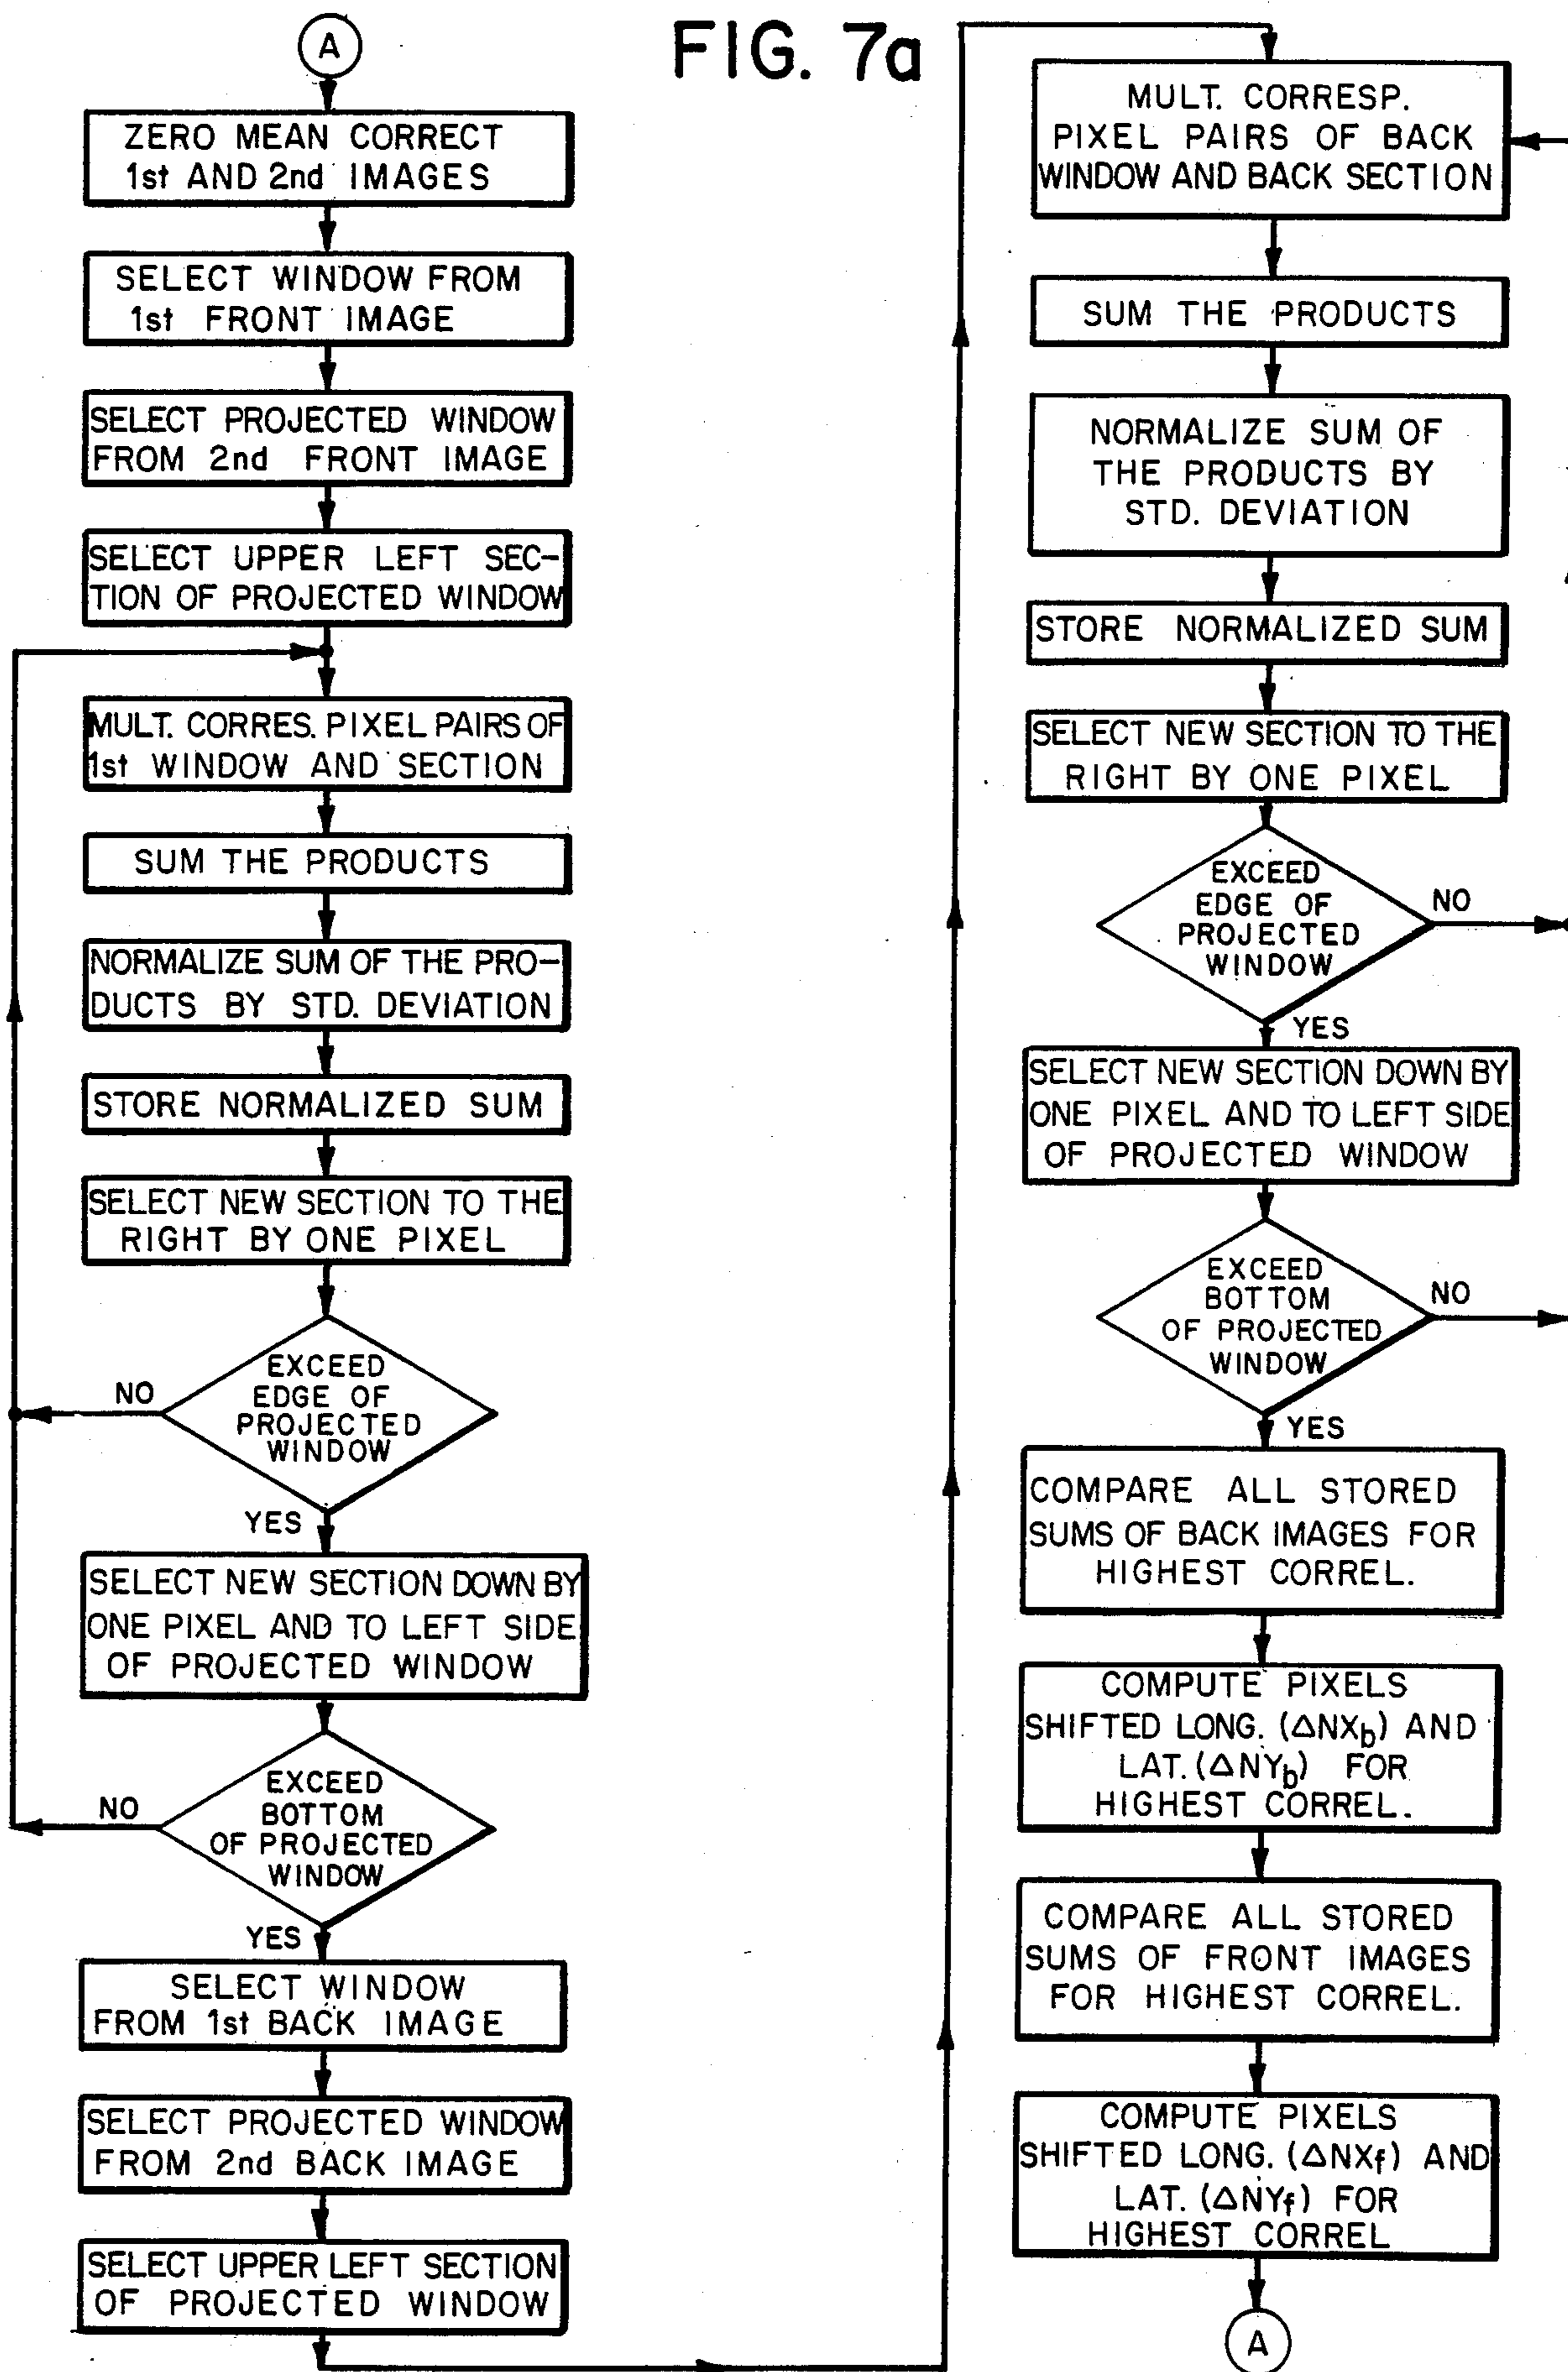 FIG. 7a
A
ZERO MEAN CORRECT
1st AND 2nd IMAGES
SELECT WINDOW FROM
1st FRONT IMAGE
SELECT PROJECTED WINDOW
FROM 2nd FRONT IMAGE
SELECT UPPER LEFT SEC-
TION OF PROJECTED WINDOW
MULT. CORRES. PIXEL PAIRS OF
1st WINDOW AND SECTION
SUM THE PRODUCTS
NORMALIZE SUM OF THE PRO-
DUCTS BY STD. DEVIATION
STORE NORMALIZED SUM
SELECT NEW SECTION TO THE
RIGHT BY ONE PIXEL
EXCEED
EDGE OF
PROJECTED
WINDOW
NO
YES
SELECT NEW SECTION DOWN BY
ONE PIXEL AND TO LEFT SIDE
OF PROJECTED WINDOW
EXCEED
BOTTOM
OF PROJECTED
WINDOW
NO
YES
SELECT WINDOW
FROM 1st BACK IMAGE
SELECT PROJECTED WINDOW
FROM 2nd BACK IMAGE
SELECT UPPER LEFT SECTION
OF PROJECTED WINDOW
MULT. CORRESP.
PIXEL PAIRS OF BACK
WINDOW AND BACK SECTION
SUM THE PRODUCTS
NORMALIZE SUM OF
THE PRODUCTS BY
STD. DEVIATION
STORE NORMALIZED SUM
SELECT NEW SECTION TO THE
RIGHT BY ONE PIXEL
EXCEED
EDGE OF
PROJECTED
WINDOW
NO
YES
SELECT NEW SECTION DOWN BY
ONE PIXEL AND TO LEFT SIDE
OF PROJECTED WINDOW
EXCEED
BOTTOM
OF PROJECTED
WINDOW
NO
YES
COMPARE ALL STORED
SUMS OF BACK IMAGES FOR
HIGHEST CORREL.
COMPUTE PIXELS
SHIFTED LONG. (ΔNXb) AND
LAT. (ΔNYb) FOR
HIGHEST CORREL.
COMPARE ALL STORED
SUMS OF FRONT IMAGES
FOR HIGHEST CORREL.
COMPUTE PIXELS
SHIFTED LONG. (ΔNXf) AND
LAT. (ΔNYf) FOR
HIGHEST CORREL
A